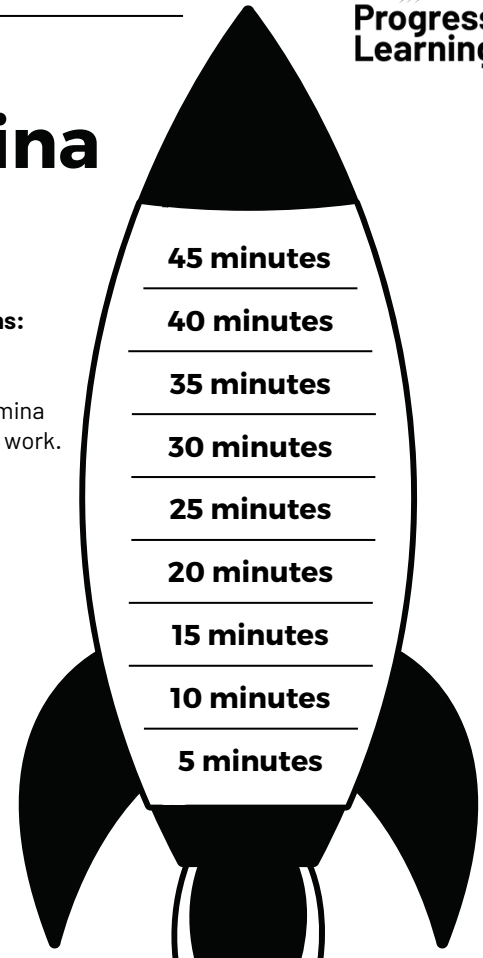 Progress
Learning
ina
ns:
mina
work.
45 minutes
40 minutes
35 minutes
30 minutes
25 minutes
20 minutes
15 minutes
10 minutes
5 minutes